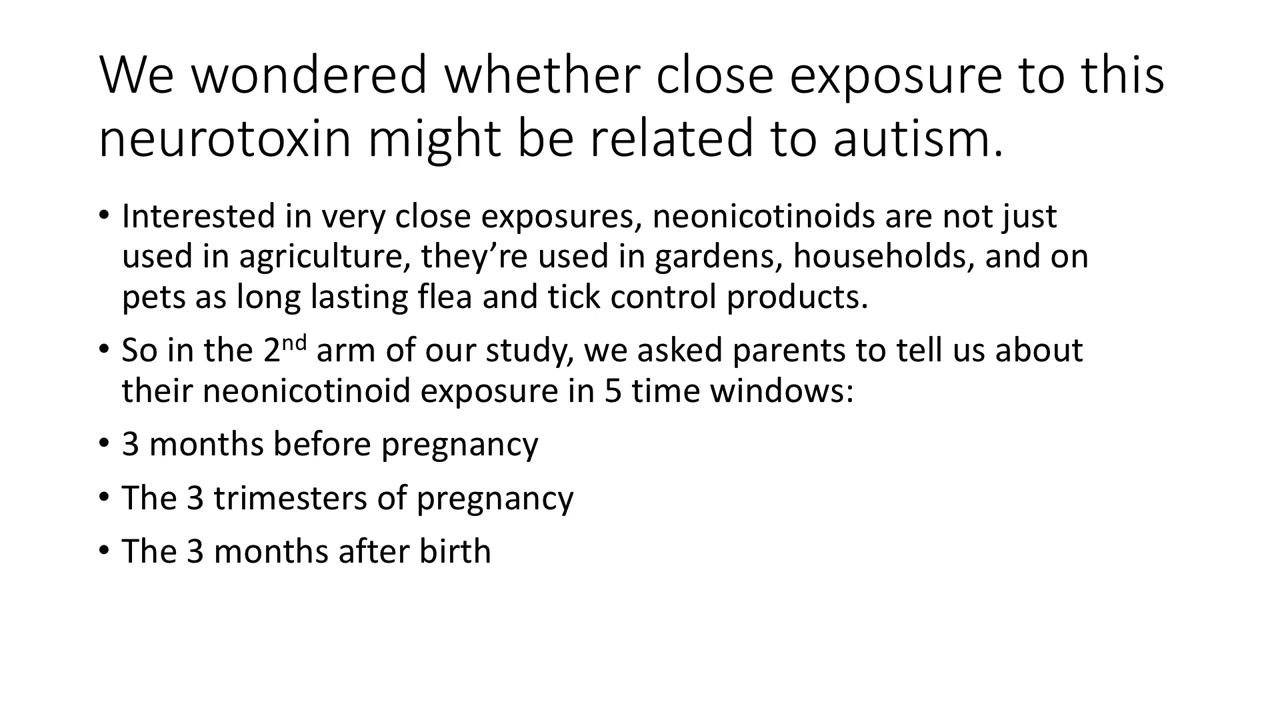 We wondered whether close exposure to this
neurotoxin might be related to autism.
• Interested in very close exposures, neonicotinoids are not just
used in agriculture, they’re used in gardens, households, and on
pets as long lasting flea and tick control products.
• So in the 2nd arm of our study, we asked parents to tell us about
their neonicotinoid exposure in 5 time windows:
• 3 months before pregnancy
• The 3 trimesters of pregnancy
• The 3 months after birth